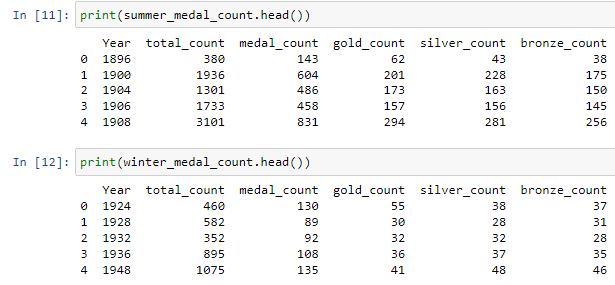 In [11]: print(summer_medal_count.head())
Year total_count medal_count gold_count silver_count bronze_count
0 1896 380 143 62 43 38
1 1900 1936 604 201 228 175
2 1904 1301 486 173 163 150
3 1906 1733 458 157 156 145
4 1908 3101 831 294 281 256
In [12]: print(winter_medal_count.head())
Year total_count medal_count gold_count silver_count bronze_count
0 1924 460 130 55 38 37
1 1928 582 89 30 28 31
2 1932 352 92 32 32 28
3 1936 895 108 36 37 35
4 1948 1075 135 41 48 46